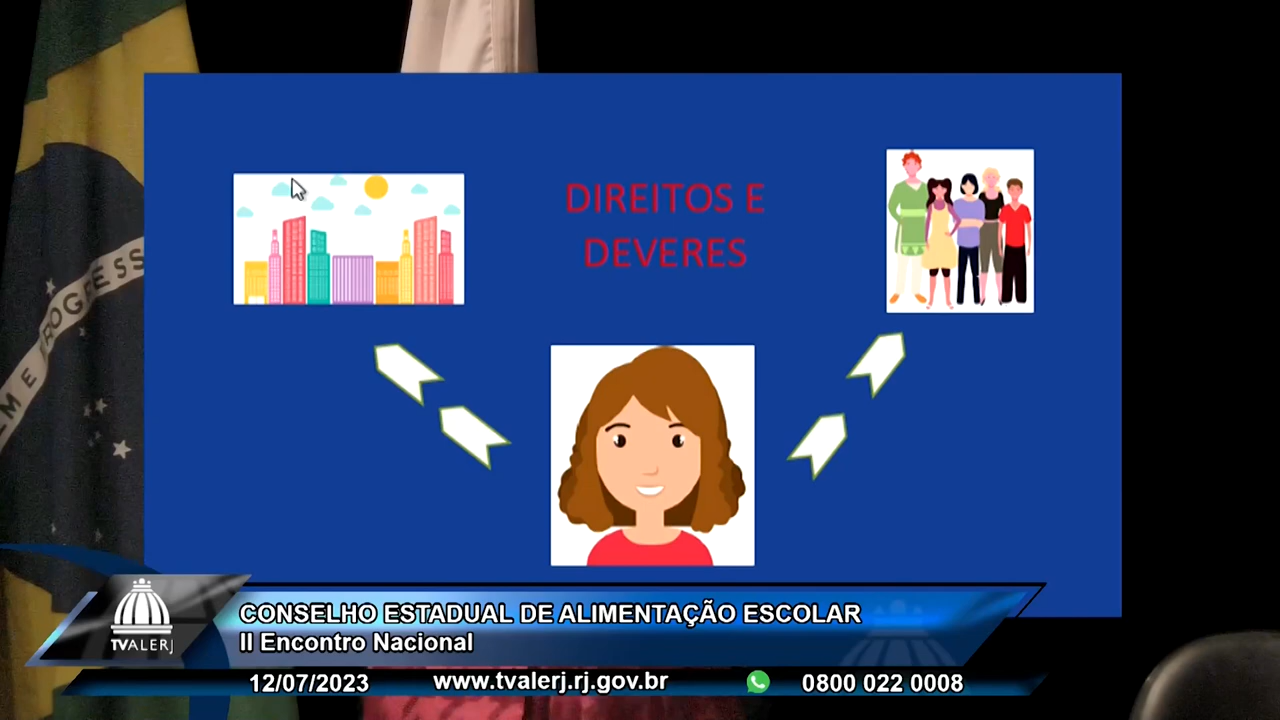 DIREITOS E
DEVERES
CONSELHO ESTADUAL DE ALIMENTAÇÃO ESCOLAR
II Encontro Nacional
TVALERJ
12/07/2023 www.tvalerj.rj.gov.br 0800 022 0008